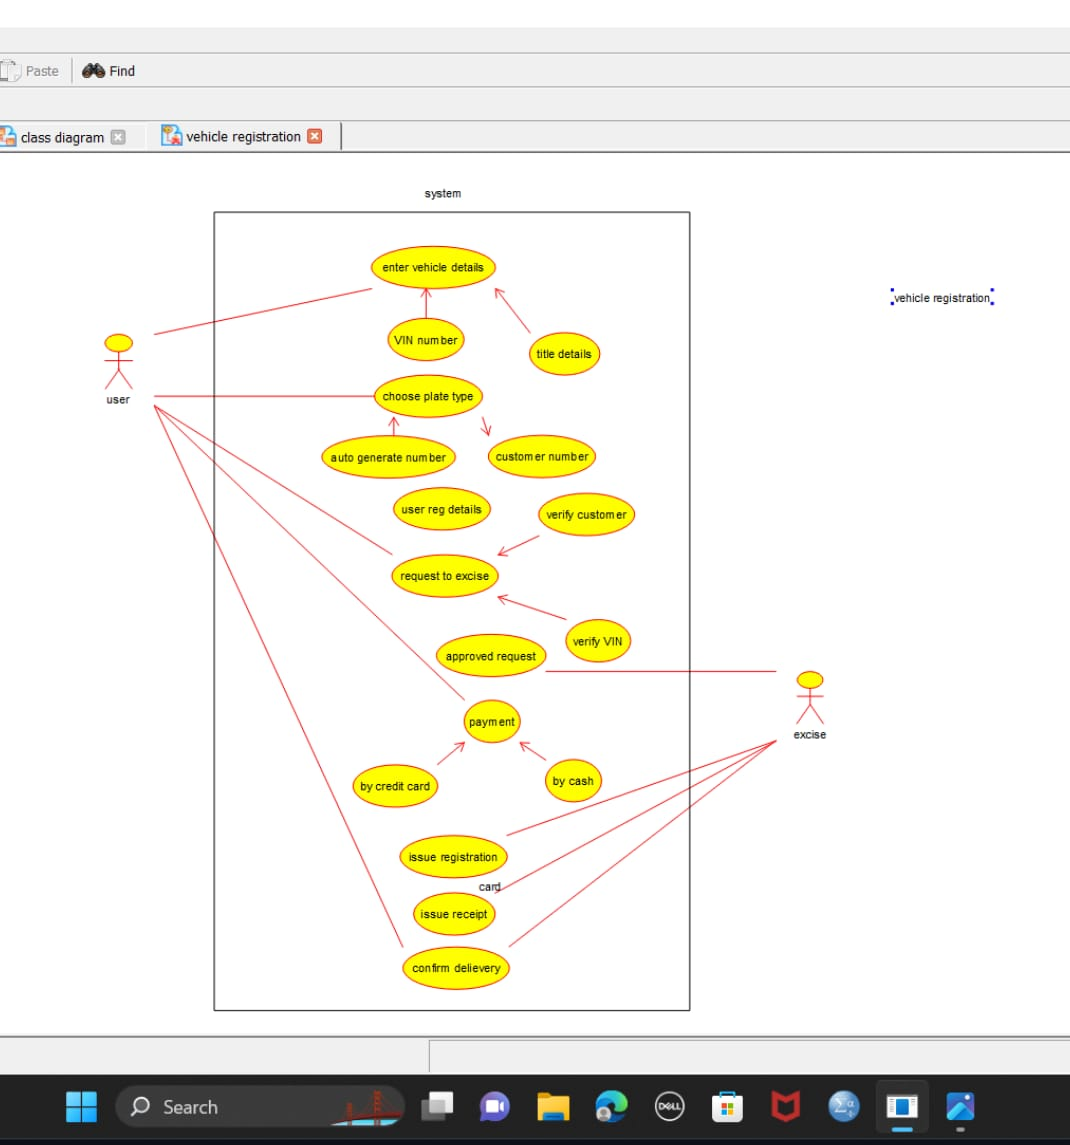 Paste
Find
class diagram
vehicle registration
system
enter vehicle details
vehicle registration
VIN number
title details
user
choose plate type
auto generate number
customer number
user reg details
verify customer
request to excise
verify VIN
approved request
payment
excise
by credit card
by cash
issue registration
card
issue receipt
confirm delievery
Search
DELL
Σα